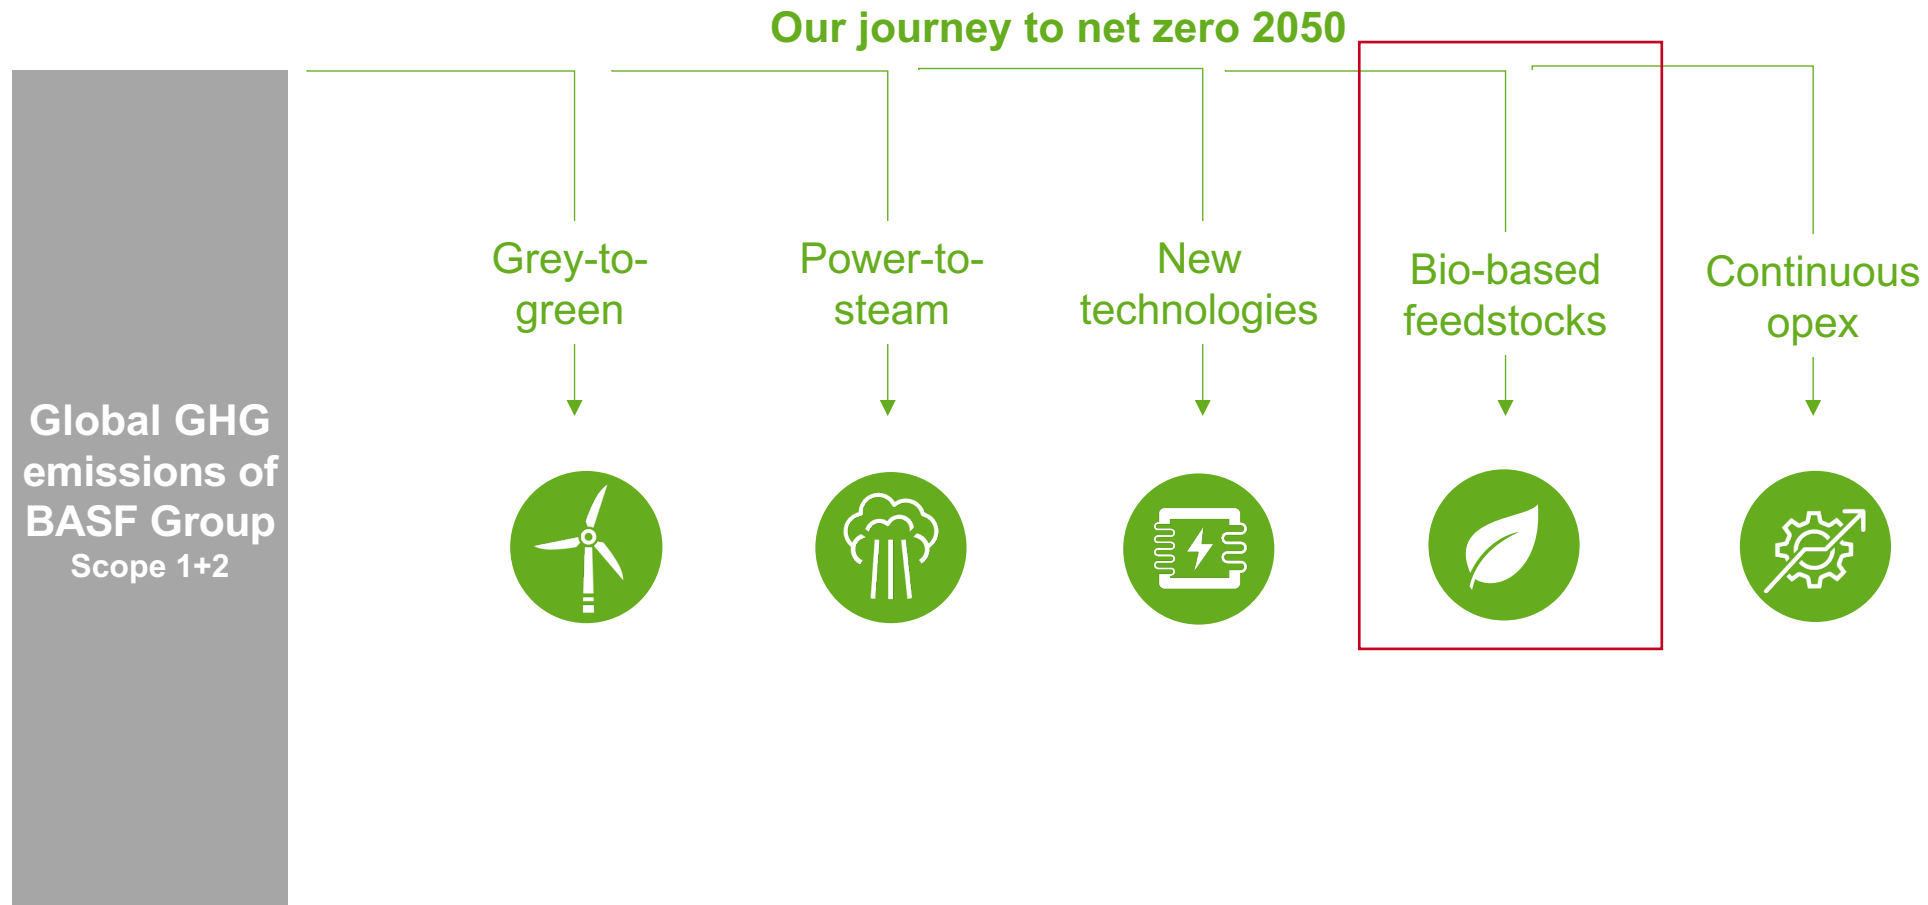 Our journey to net zero 2050
Global GHG
emissions of
BASF Group
Scope 1+2
Grey-to-
green
Power-to-
steam
New
technologies
Bio-based
feedstocks
Continuous
opex